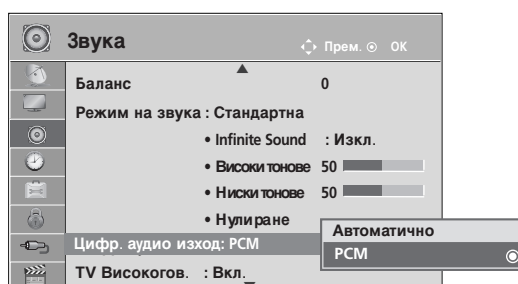 Звука
Прем. ОК
Баланс 0
Режим на звука : Стандартна
• Infinite Sound : Изкл.
• Високи тонове 50
• Ниски тонове 50
• Нулиране
Цифр. аудио изход: PCM
Автоматично
PCM
TV Високогов. : Вкл.